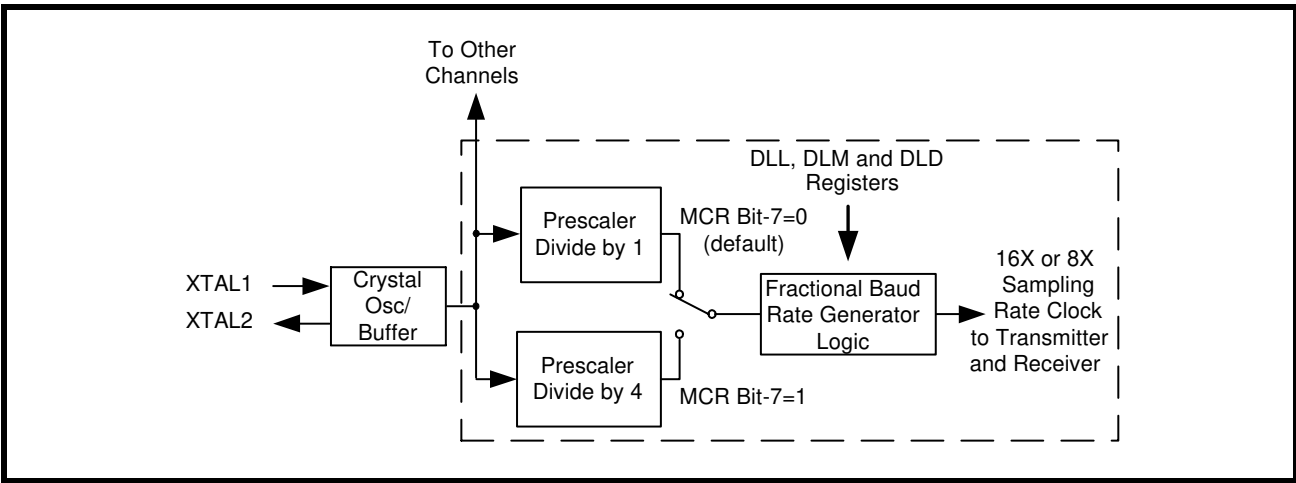 To Other
Channels
DLL, DLM and DLD
Registers
Prescaler
Divide by 1
MCR Bit-7=0
(default)
XTAL1
XTAL2
Crystal
Osc/
Buffer
Fractional Baud
Rate Generator
Logic
16X or 8X
Sampling
Rate Clock
to Transmitter
and Receiver
Prescaler
Divide by 4
MCR Bit-7=1